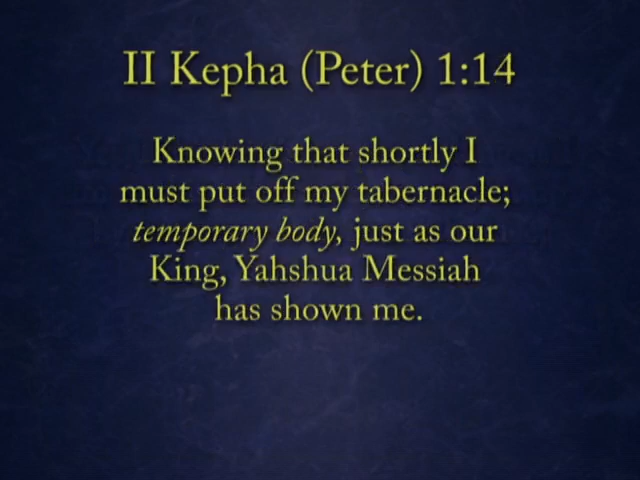 II Kepha (Peter) 1:14
Knowing that shortly I
must put off my tabernacle;
temporary body, just as our
King, Yahshua Messiah
has shown me.